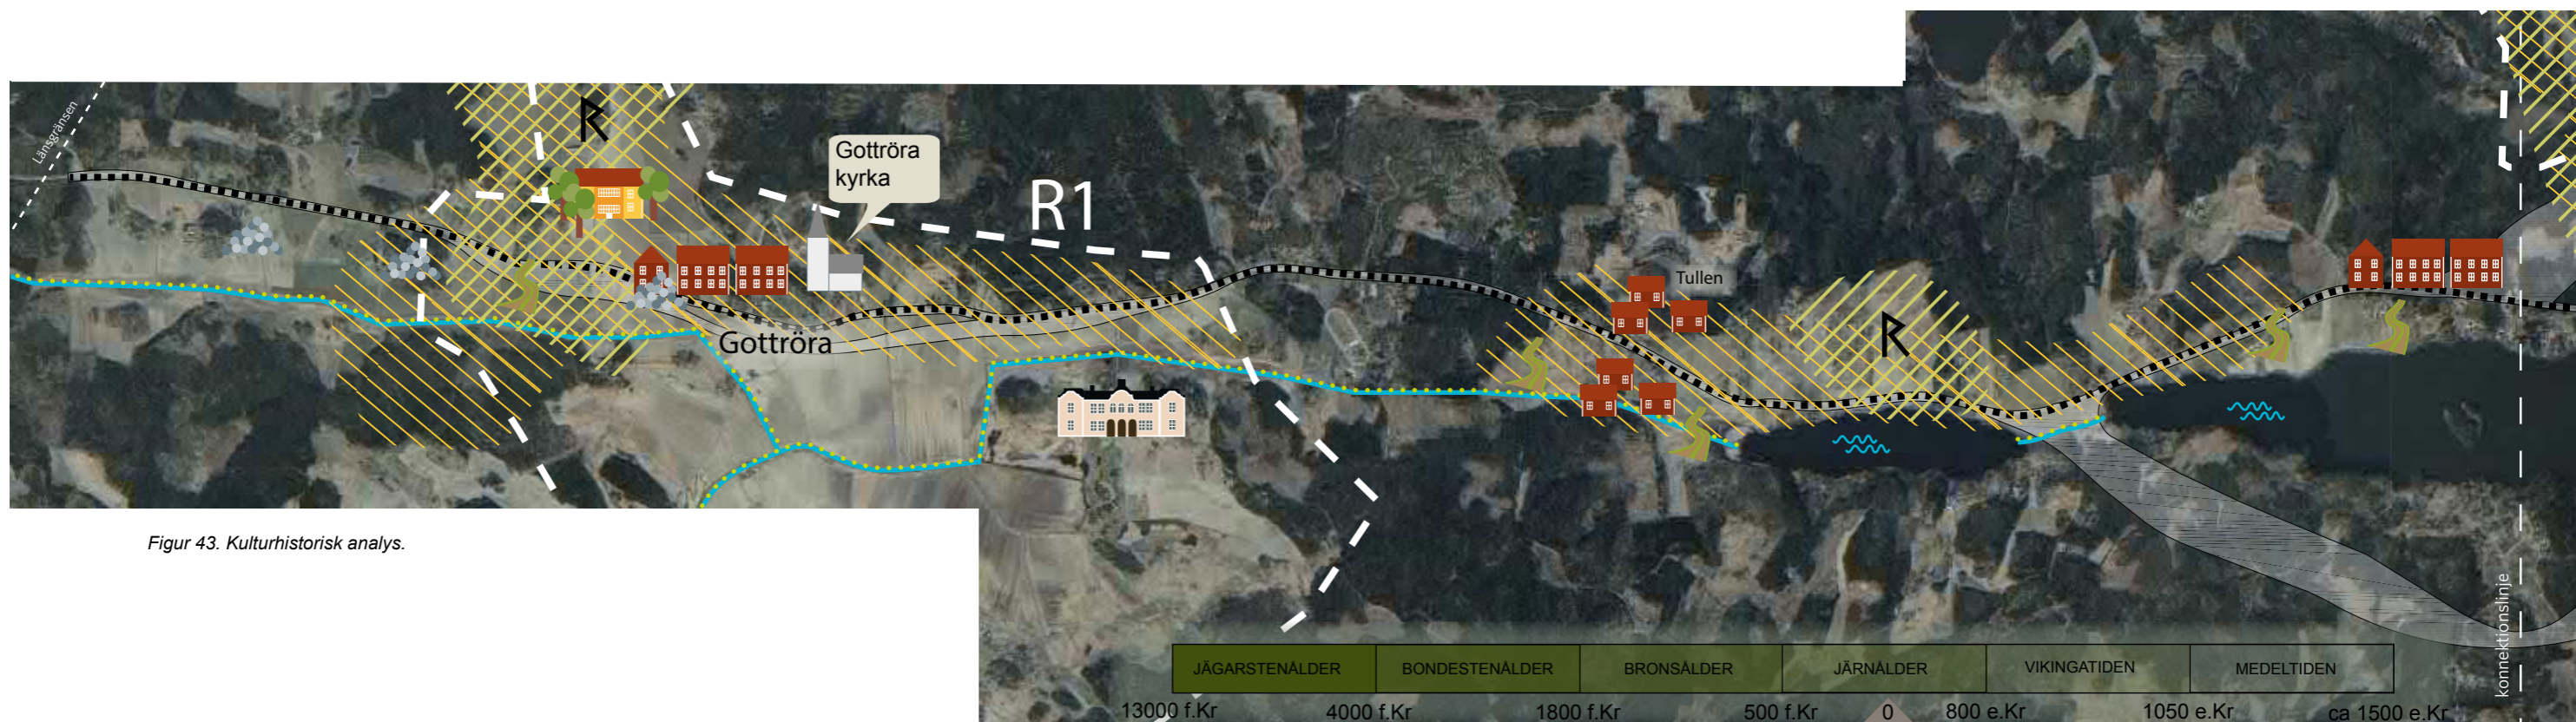 Länsgränsen
R
Gottröra
kyrka
R1
Gottröra
Tullen
R
Figur 43. Kulturhistorisk analys.
konnektionslinje
JÄGARSTENÅLDER BONDESTENÅLDER BRONSÅLDER JÄRNÅLDER VIKINGATIDEN MEDELTIDEN
13000 f.Kr 4000 f.Kr 1800 f.Kr 500 f.Kr 0 800 e.Kr 1050 e.Kr ca 1500 e.Kr